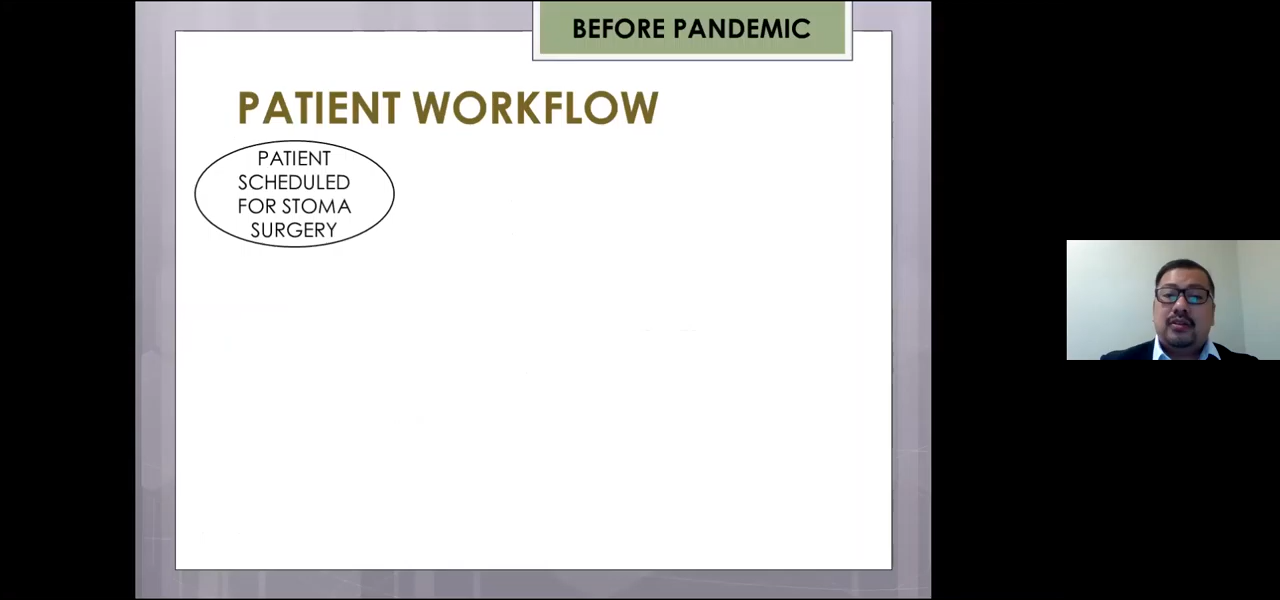 BEFORE PANDEMIC
PATIENT WORKFLOW
PATIENT
SCHEDULED
FOR STOMA
SURGERY